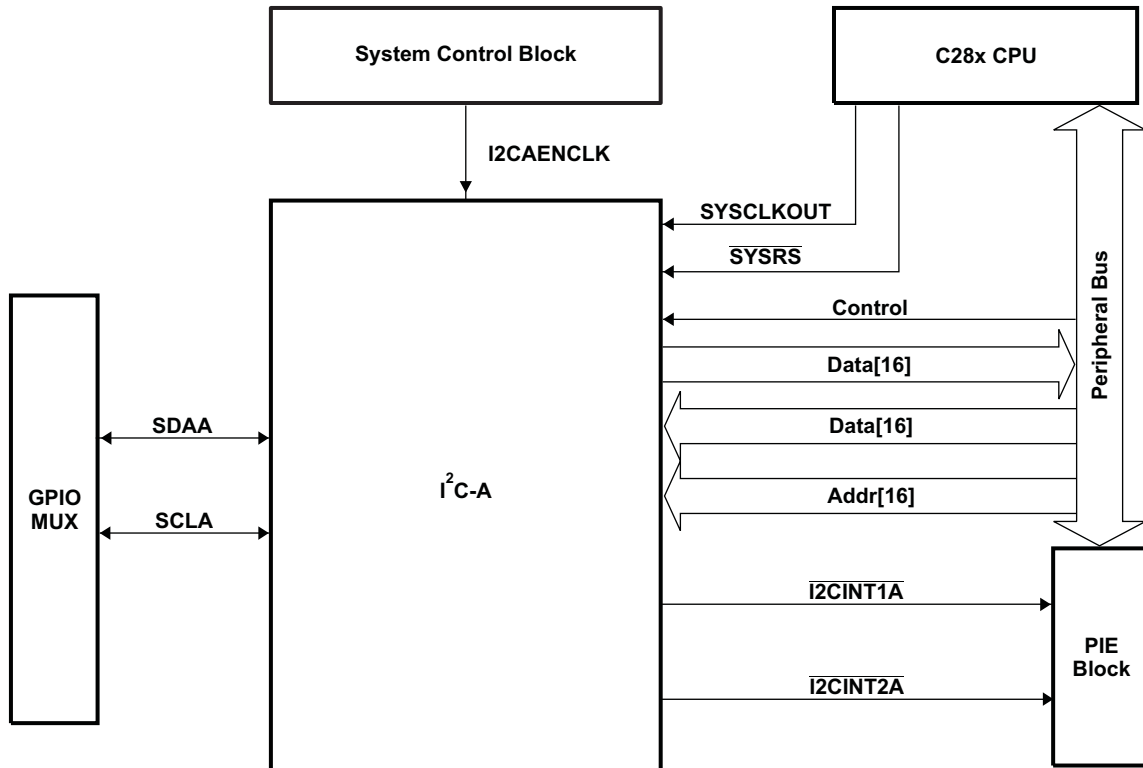 System Control Block
C28x CPU
I2CAENCLK
SYSCLKOUT
SYSRS
Control
Data[16]
Data[16]
Addr[16]
Peripheral Bus
SDAA
SCLA
GPIO
MUX
I²C-A
I2CINT1A
I2CINT2A
PIE
Block